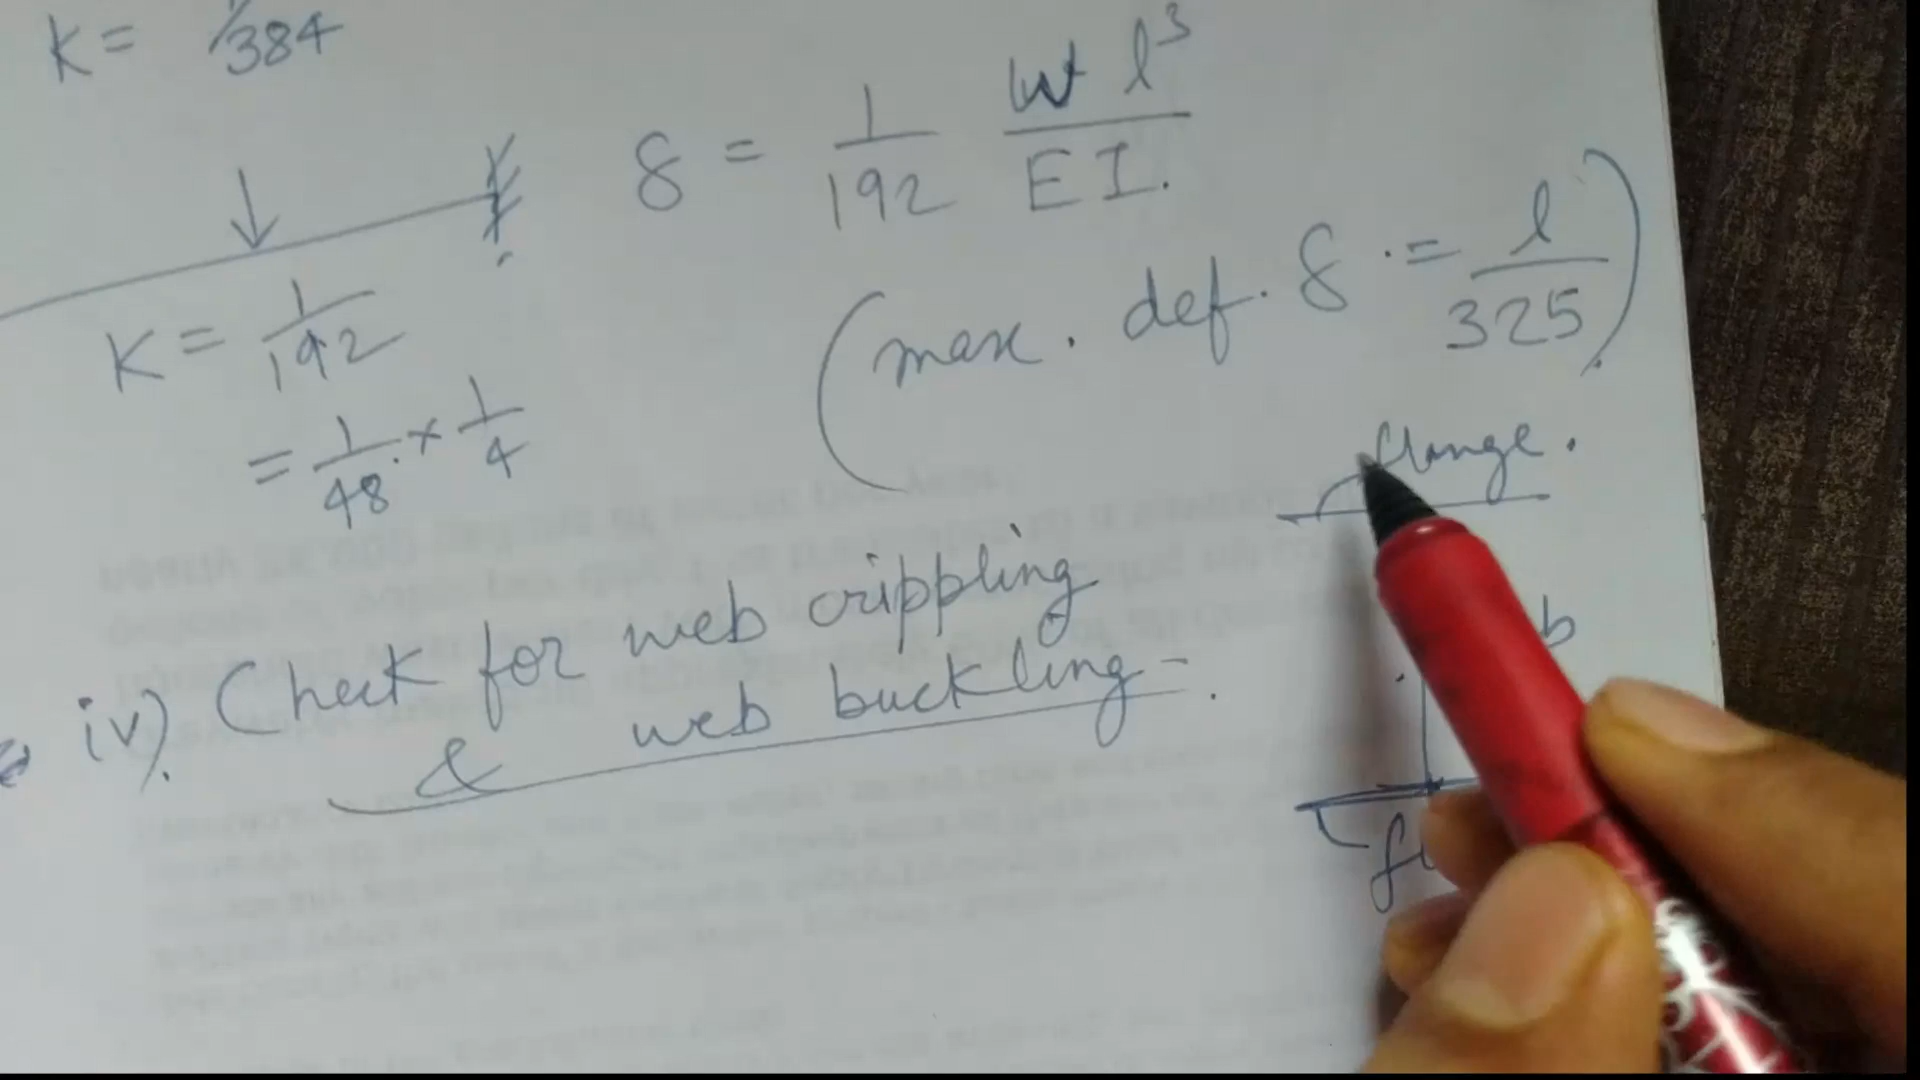 K = 1/384
δ = 1/192 Wl³/EI.
K = 1/192
(max. def. δ = l/325)
= 1/48 × 1/4
flange.
iv). Check for web crippling
& web buckling -